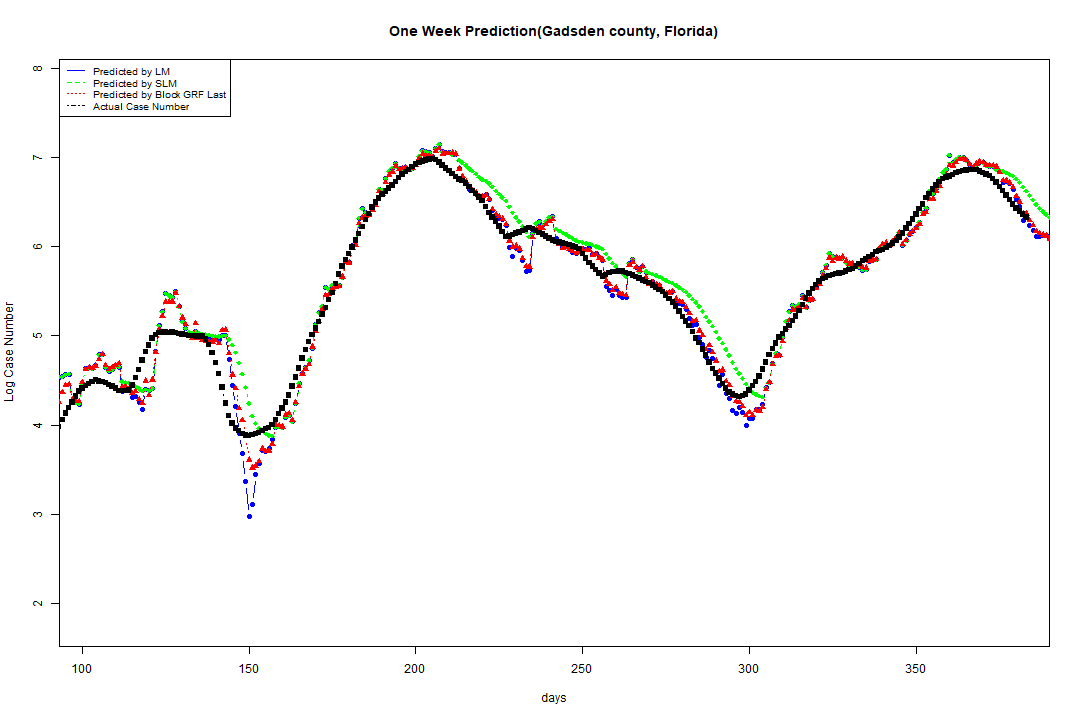 One Week Prediction(Gadsden county, Florida)
Predicted by LM
Predicted by SLM
Predicted by Block GRF Last
Actual Case Number
8
7
6
5
4
3
2
Log Case Number
100 150 200 250 300 350
days